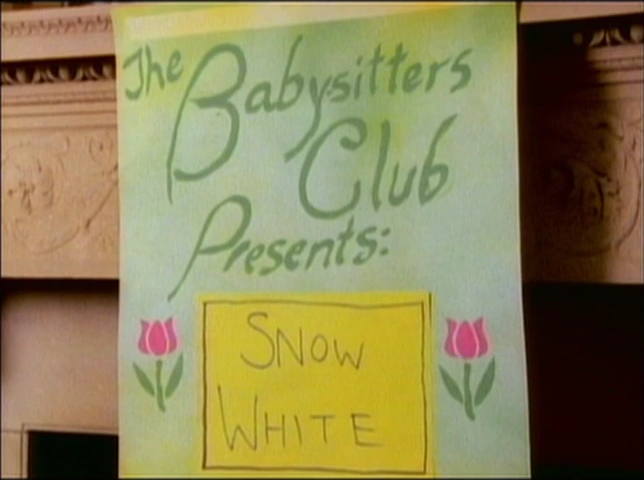 The
Babysitters
Club
Presents:
SNOW
WHITE